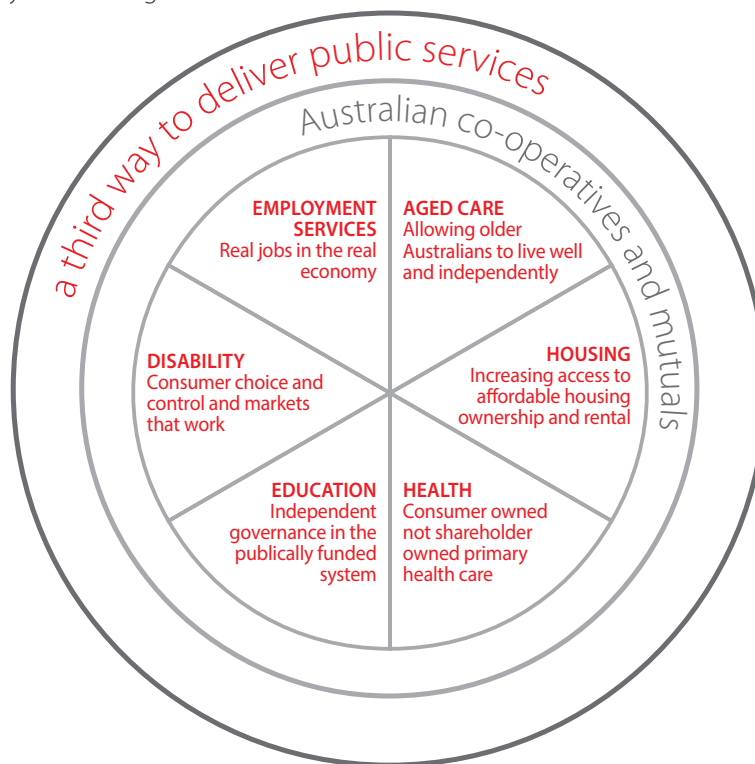 a third way to deliver public services
Australian co-operatives and mutuals
EMPLOYMENT
SERVICES
Real jobs in the real
economy
AGED CARE
Allowing older
Australians to live well
and independently
DISABILITY
Consumer choice and
control and markets
that work
HOUSING
Increasing access to
affordable housing
ownership and rental
EDUCATION
Independent
governance in the
publically funded
system
HEALTH
Consumer owned
not shareholder
owned primary
health care